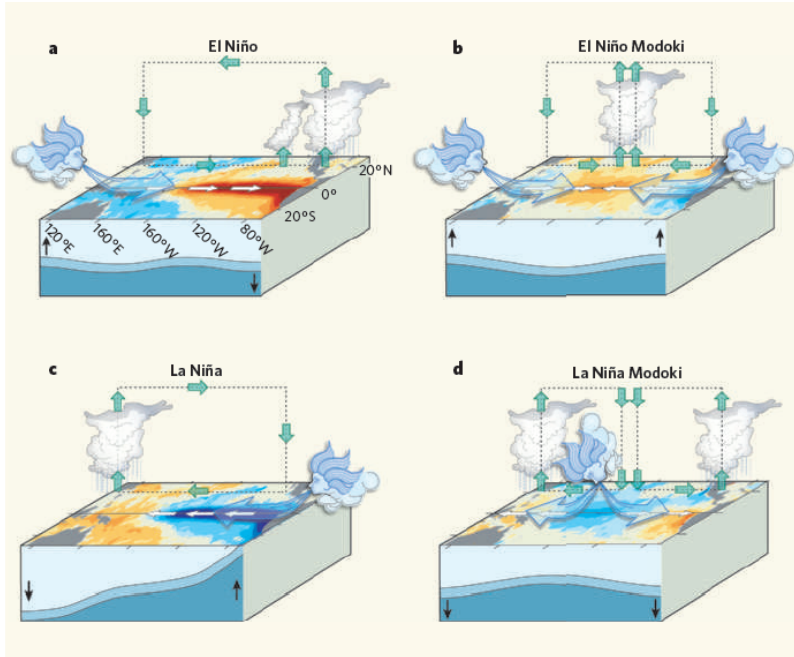 a
El Niño
b
El Niño Modoki
20°N
0°
20°S
120°E
160°E
160°W
120°W
80°W
c
La Niña
d
La Niña Modoki